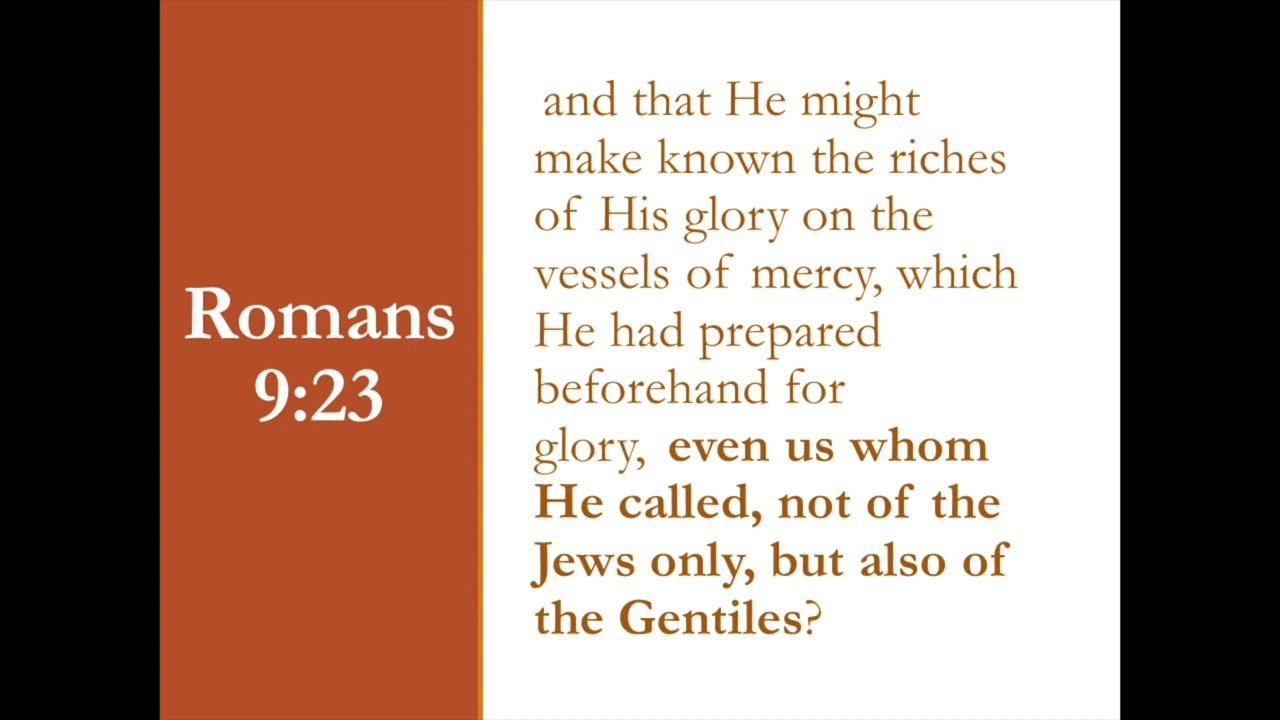 Romans
9:23
and that He might
make known the riches
of His glory on the
vessels of mercy, which
He had prepared
beforehand for
glory, even us whom
He called, not of the
Jews only, but also of
the Gentiles?